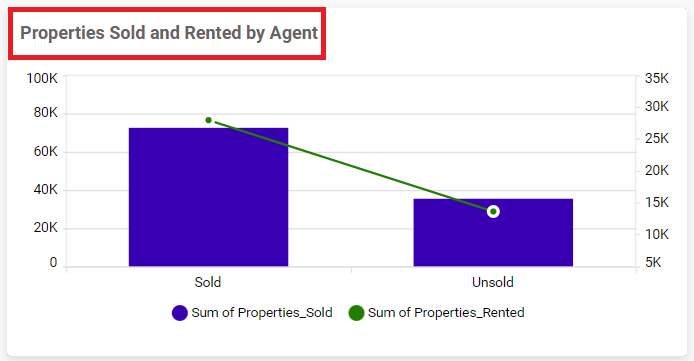 Properties Sold and Rented by Agent
100K
80K
60K
40K
20K
0
35K
30K
25K
20K
15K
10K
5K
Sold
Unsold
Sum of Properties_Sold
Sum of Properties_Rented